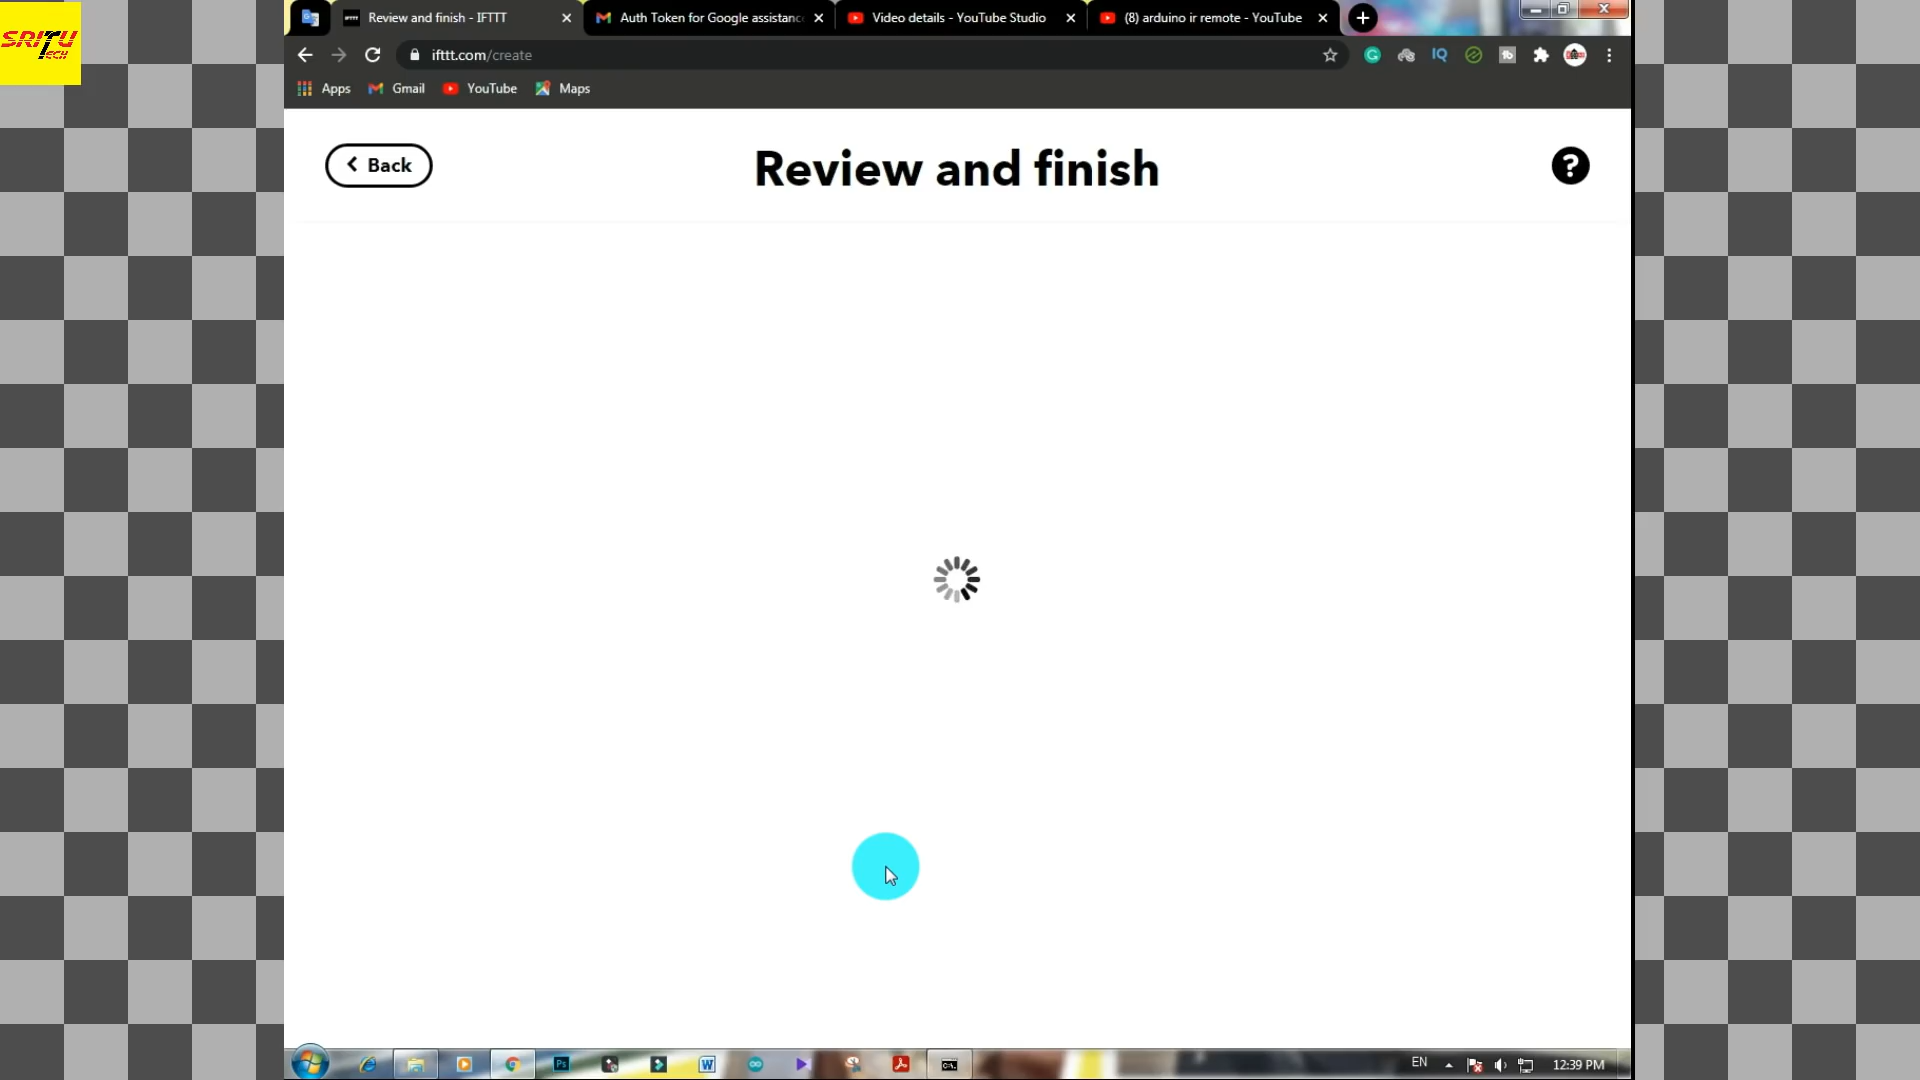 SRITU
TECH
Review and finish - IFTTT
Auth Token for Google assistanc
Video details - YouTube Studio
(8) arduino ir remote - YouTube
ifttt.com/create
Apps
Gmail
YouTube
Maps
Back
Review and finish
?
EN
12:39 PM